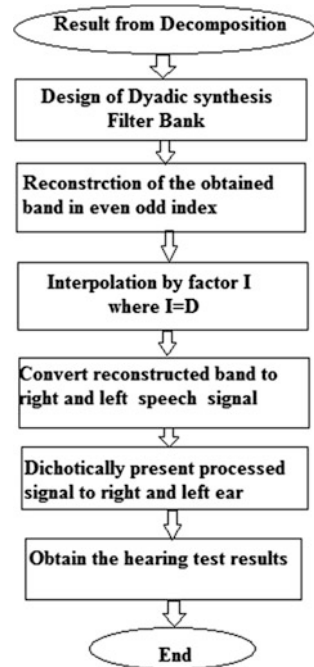 Result from Decomposition
Design of Dyadic synthesis
Filter Bank
Reconstrction of the obtained
band in even odd index
Interpolation by factor I
where I=D
Convert reconstructed band to
right and left speech signal
Dichotically present processed
signal to right and left ear
Obtain the hearing test results
End